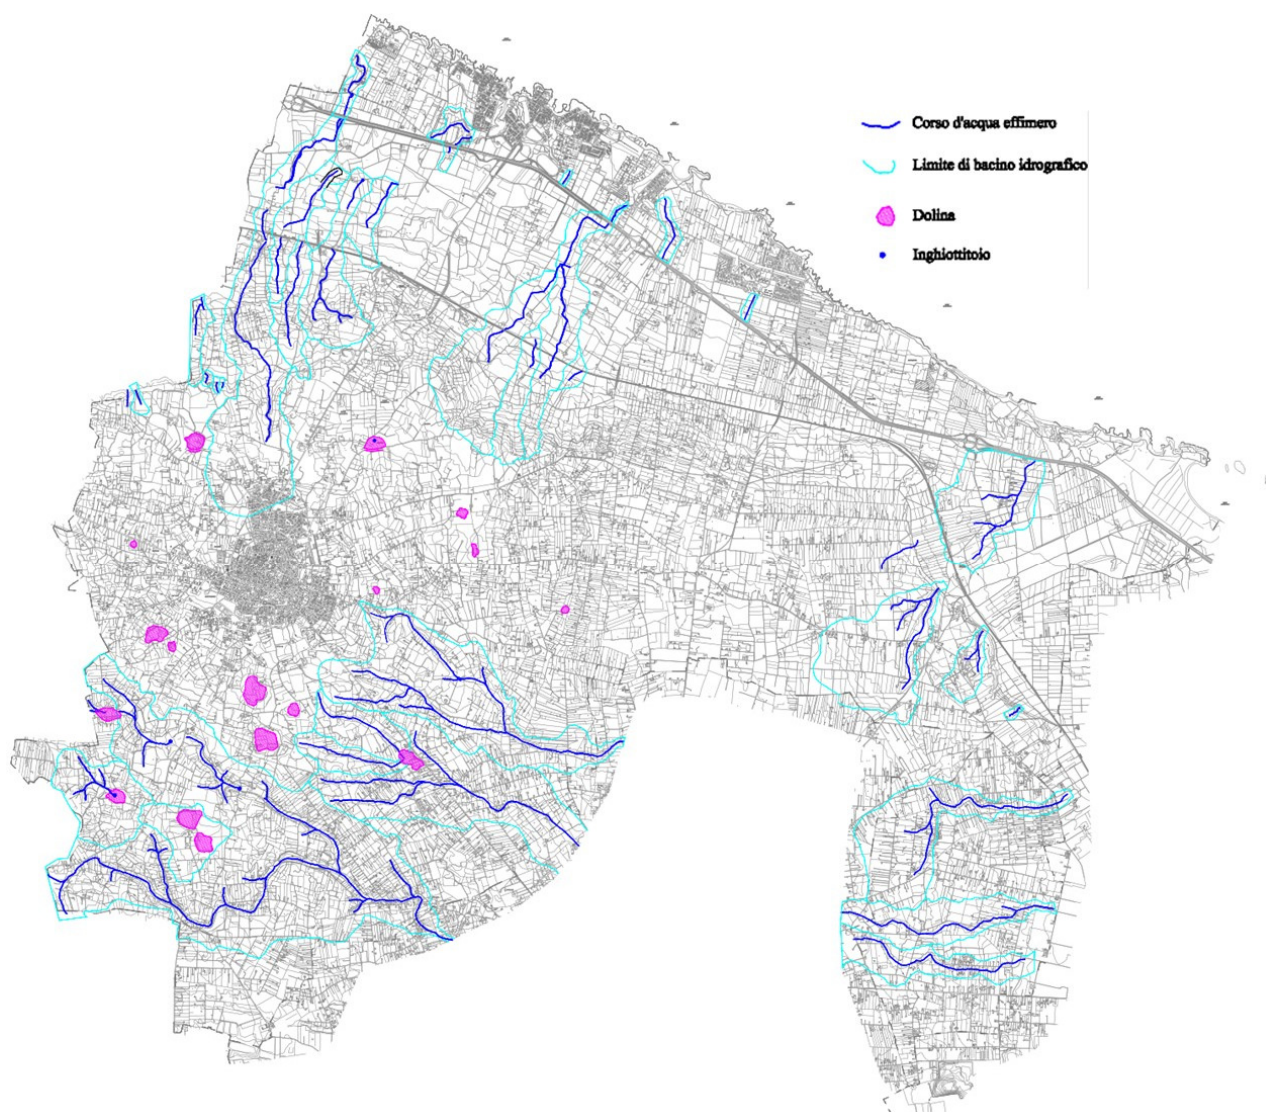 Corso d'acqua effimero
Limite di bacino idrografico
Dolina
Inghiottitoio